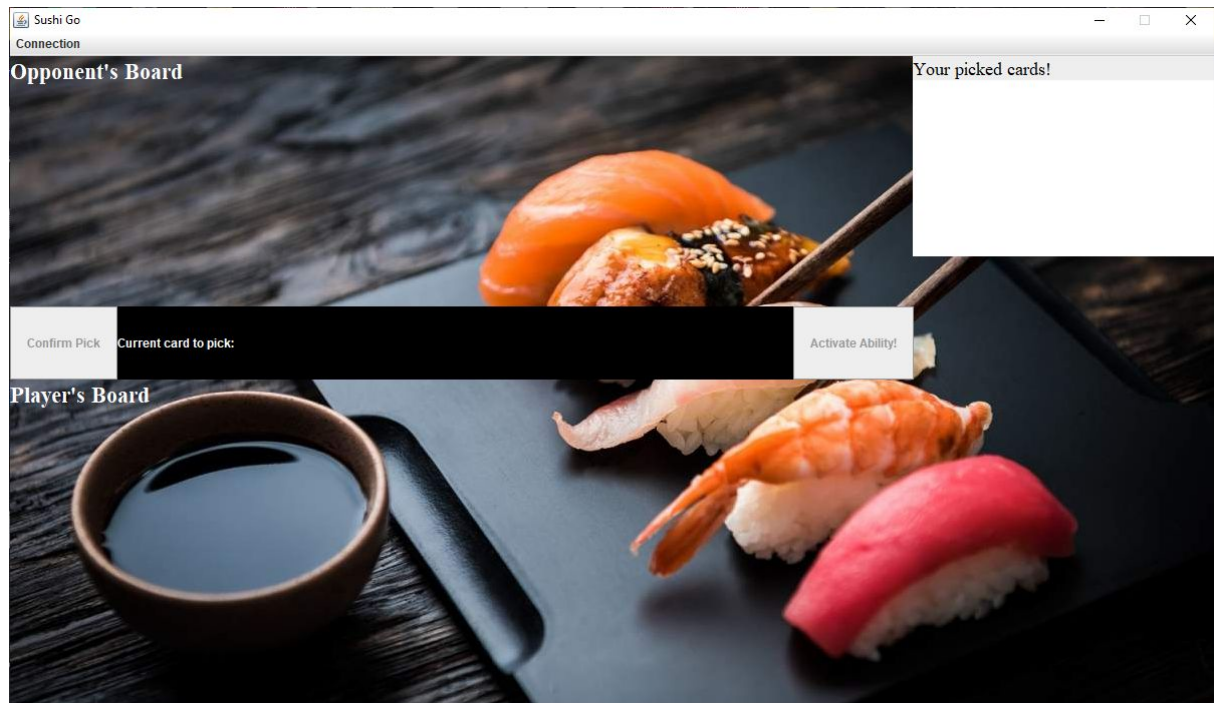 Sushi Go
Connection
Opponent's Board
Your picked cards!
Confirm Pick
Current card to pick:
Activate Ability!
Player's Board